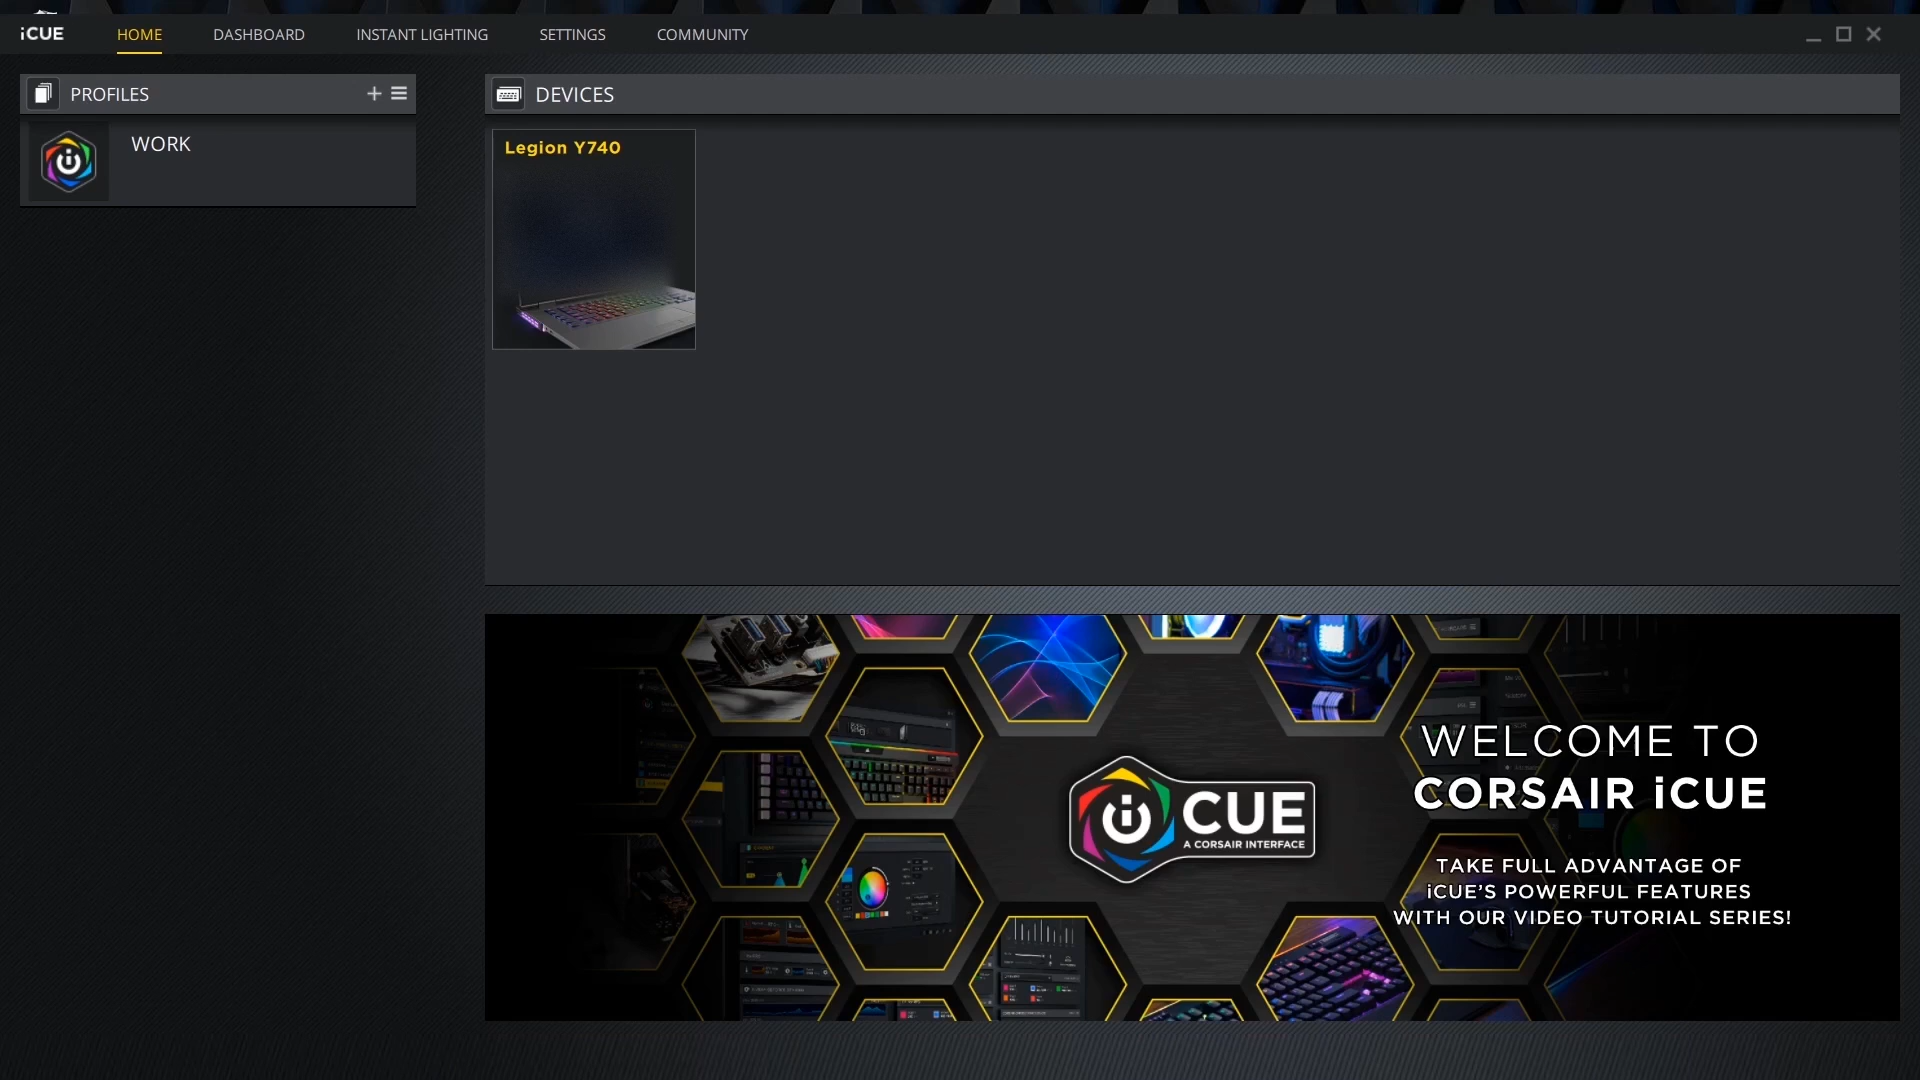 iCUE
HOME
DASHBOARD
INSTANT LIGHTING
SETTINGS
COMMUNITY
PROFILES
WORK
DEVICES
Legion Y740
CUE
A CORSAIR INTERFACE
WELCOME TO
CORSAIR iCUE
TAKE FULL ADVANTAGE OF
iCUE'S POWERFUL FEATURES
WITH OUR VIDEO TUTORIAL SERIES!